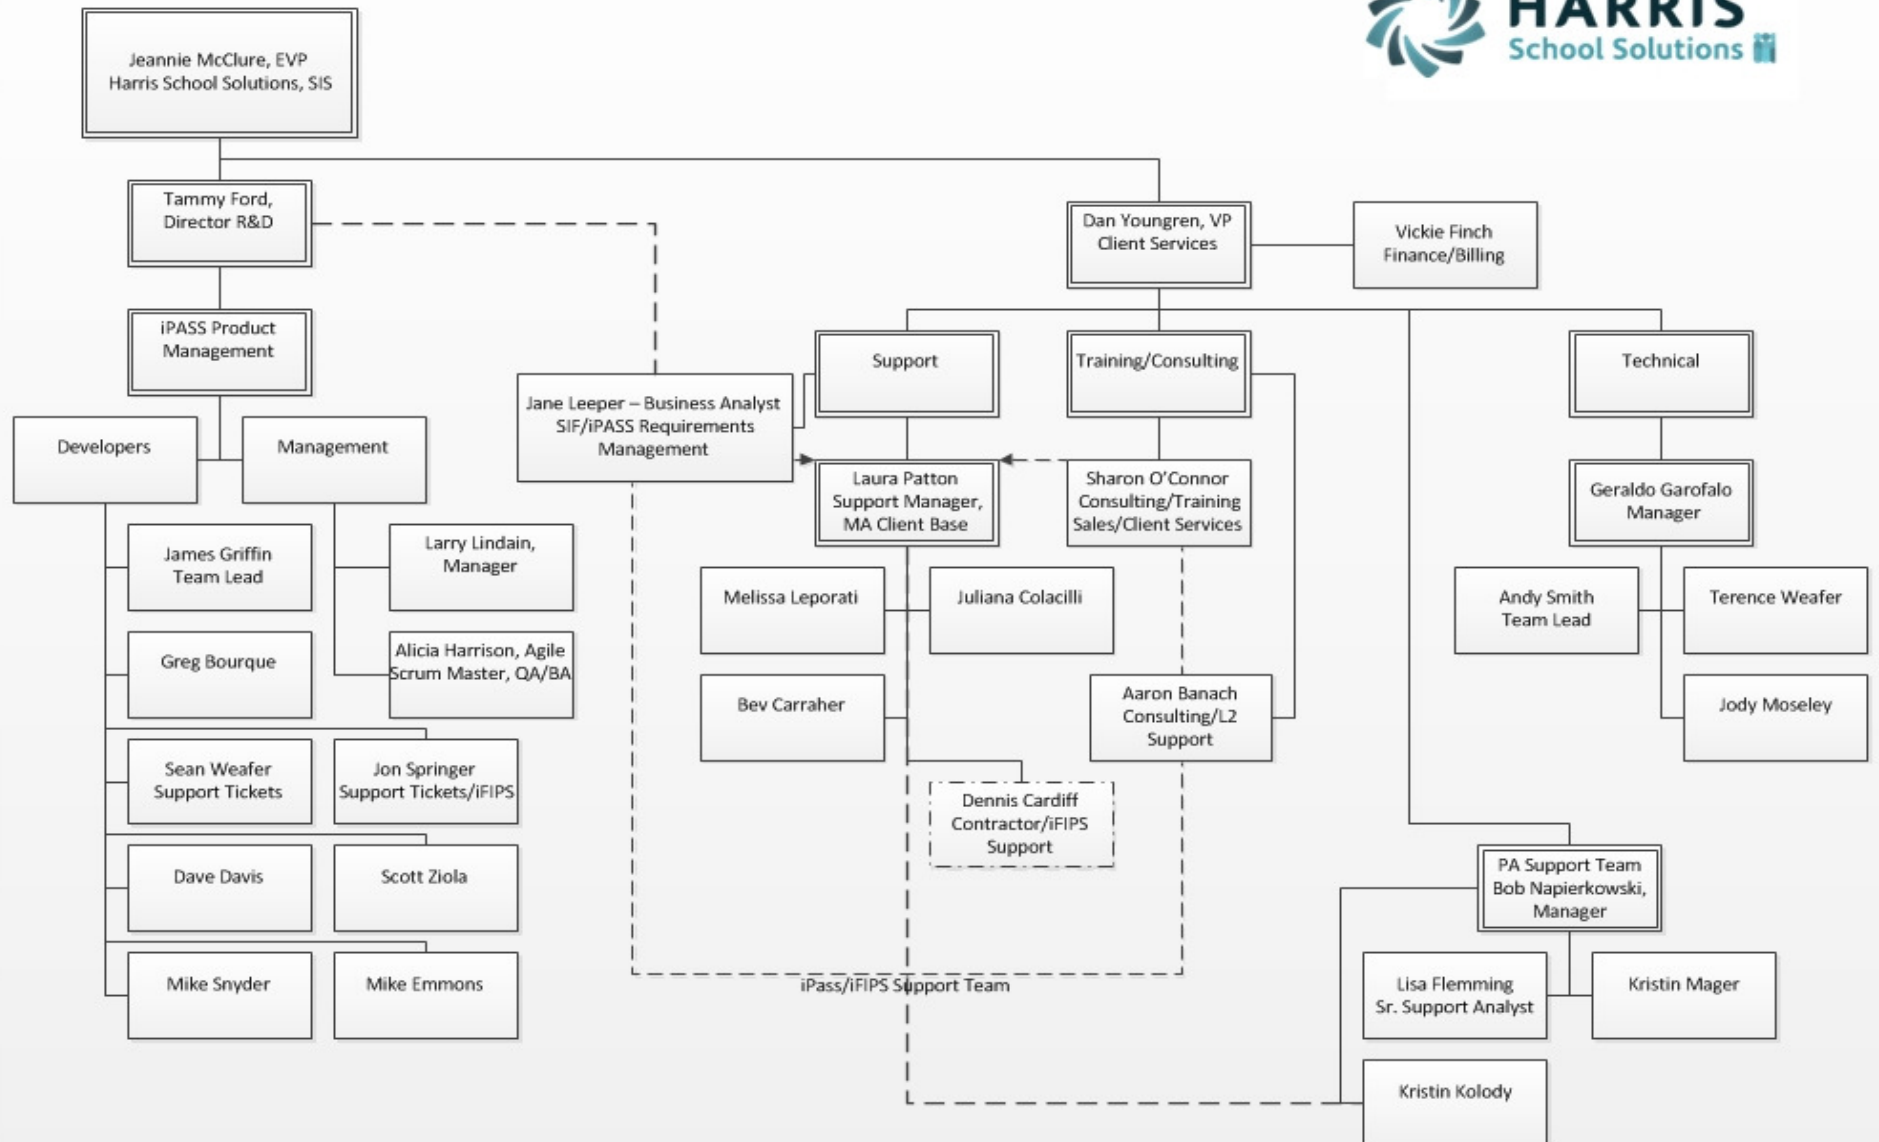 HARRIS
School Solutions
Jeannie McClure, EVP
Harris School Solutions, SIS
Tammy Ford,
Director R&D
Dan Youngren, VP
Client Services
Vickie Finch
Finance/Billing
iPASS Product
Management
Support
Training/Consulting
Technical
Jane Leeper – Business Analyst
SIF/iPASS Requirements
Management
Developers
Management
Laura Patton
Support Manager,
MA Client Base
Sharon O'Connor
Consulting/Training
Sales/Client Services
Geraldo Garofalo
Manager
James Griffin
Team Lead
Larry Lindain,
Manager
Melissa Leporati
Juliana Colacilli
Andy Smith
Team Lead
Terence Weafer
Greg Bourque
Alicia Harrison, Agile
Scrum Master, QA/BA
Bev Carraher
Aaron Banach
Consulting/L2
Support
Jody Moseley
Sean Weafer
Support Tickets
Jon Springer
Support Tickets/iFIPS
Dennis Cardiff
Contractor/iFIPS
Support
Dave Davis
Scott Ziola
PA Support Team
Bob Napierkowski,
Manager
Mike Snyder
Mike Emmons
iPass/iFIPS Support Team
Lisa Flemming
Sr. Support Analyst
Kristin Mager
Kristin Kolody